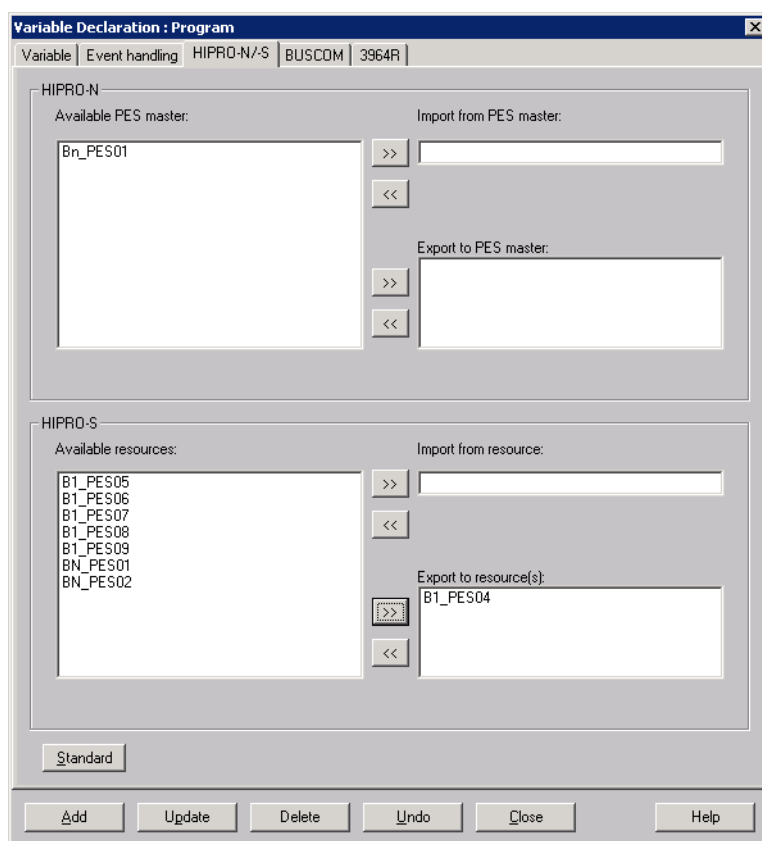 Variable Declaration : Program
Variable Event handling HIPRO-N/-S BUSCOM 3964R
HIPRO-N
Available PES master:
Import from PES master:
Bn_PES01
>>
<<
Export to PES master:
>>
<<
HIPRO-S
Available resources:
Import from resource:
B1_PES05
B1_PES06
B1_PES07
B1_PES08
B1_PES09
BN_PES01
BN_PES02
>>
<<
Export to resource(s):
B1_PES04
>>
<<
Standard
Add Update Delete Undo Close Help